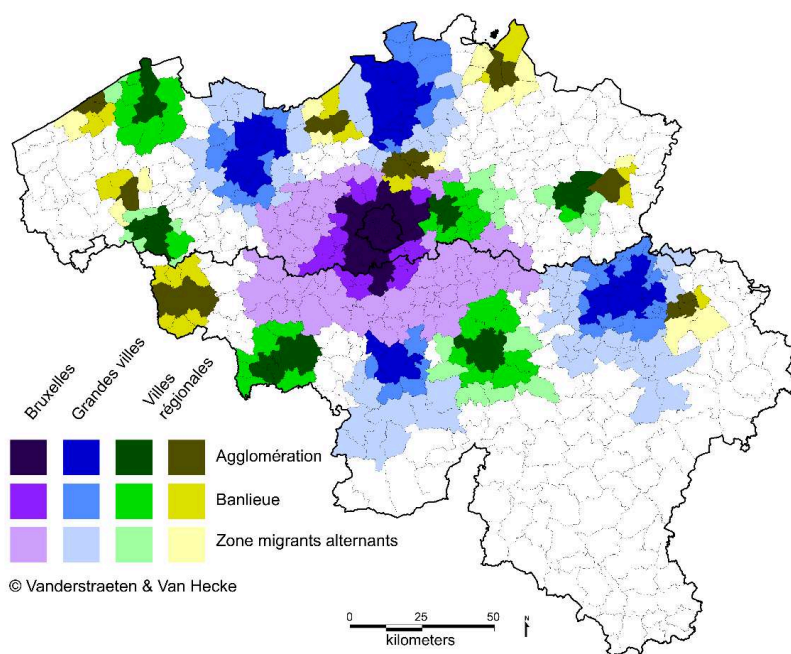 Bruxelles
Grandes villes
Villes
régionales
Agglomération
Banlieue
Zone migrants alternants
© Vanderstraeten & Van Hecke
0 25 50
kilometers
N